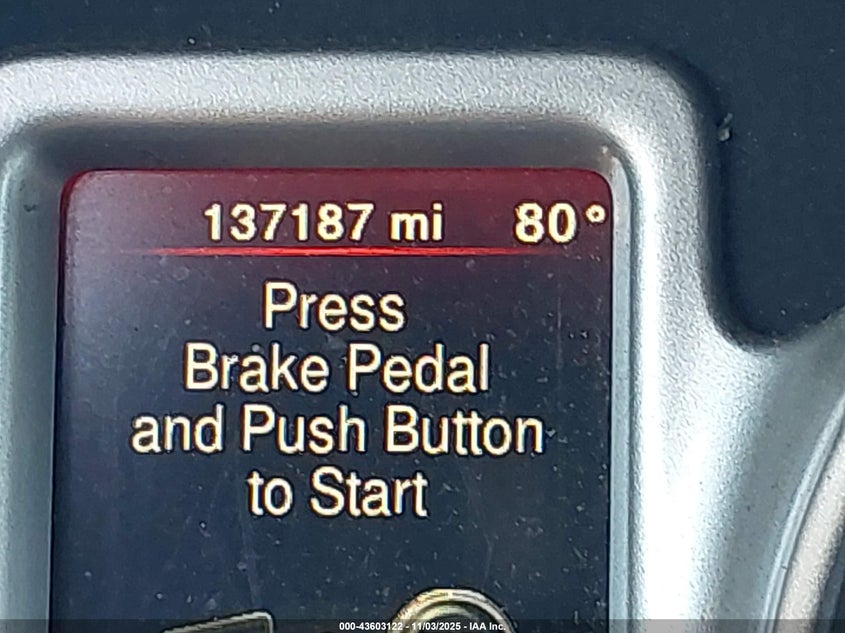 137187 mi 80°
Press
Brake Pedal
and Push Button
to Start
000-43603122 - 11/03/2025 - IAA Inc.